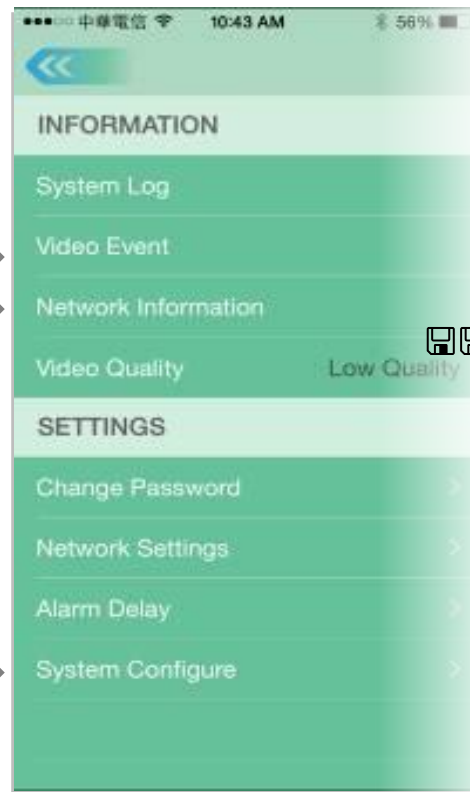 中華電信 10:43 AM 56%
INFORMATION
System Log
Video Event
Network Information
Video Quality Low Quality
SETTINGS
Change Password
Network Settings
Alarm Delay
System Configure